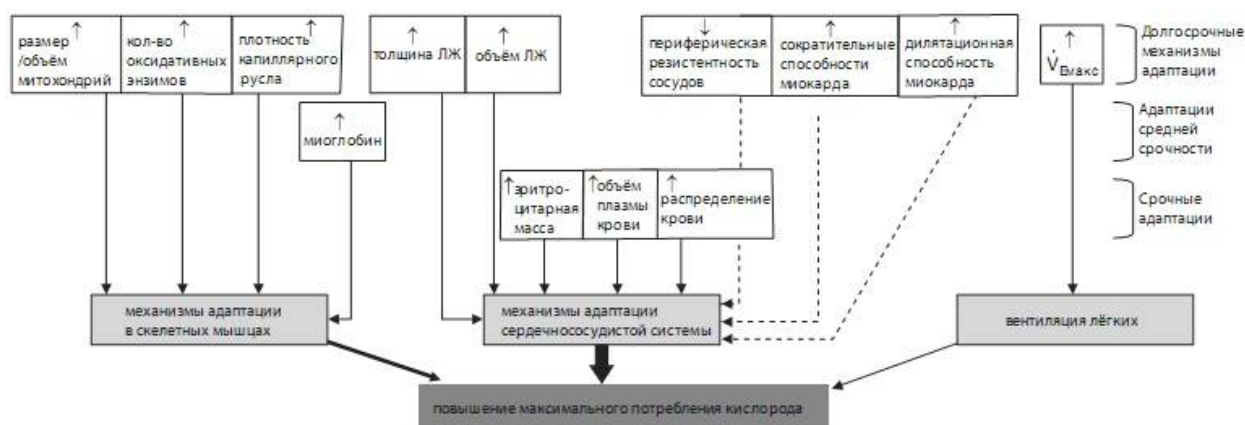 ↑
размер
/объём
митохондрий
↑
кол-во
оксидативных
энзимов
↑
плотность
капиллярного
русла
↑
толщина ЛЖ
↑
объём ЛЖ
↓
периферическая
резистентность
сосудов
↑
сократительные
способности
миокарда
↑
дилятационная
способность
миокарда
↑
V̇Емакс
Долгосрочные
механизмы
адаптации
↑
миоглобин
Адаптации
средней
срочности
↑эритро-
цитарная
масса
↑объём
плазмы
крови
↑
распределение
крови
Срочные
адаптации
механизмы адаптации
в скелетных мышцах
механизмы адаптации
сердечнососудистой системы
вентиляция лёгких
повышение максимального потребления кислорода